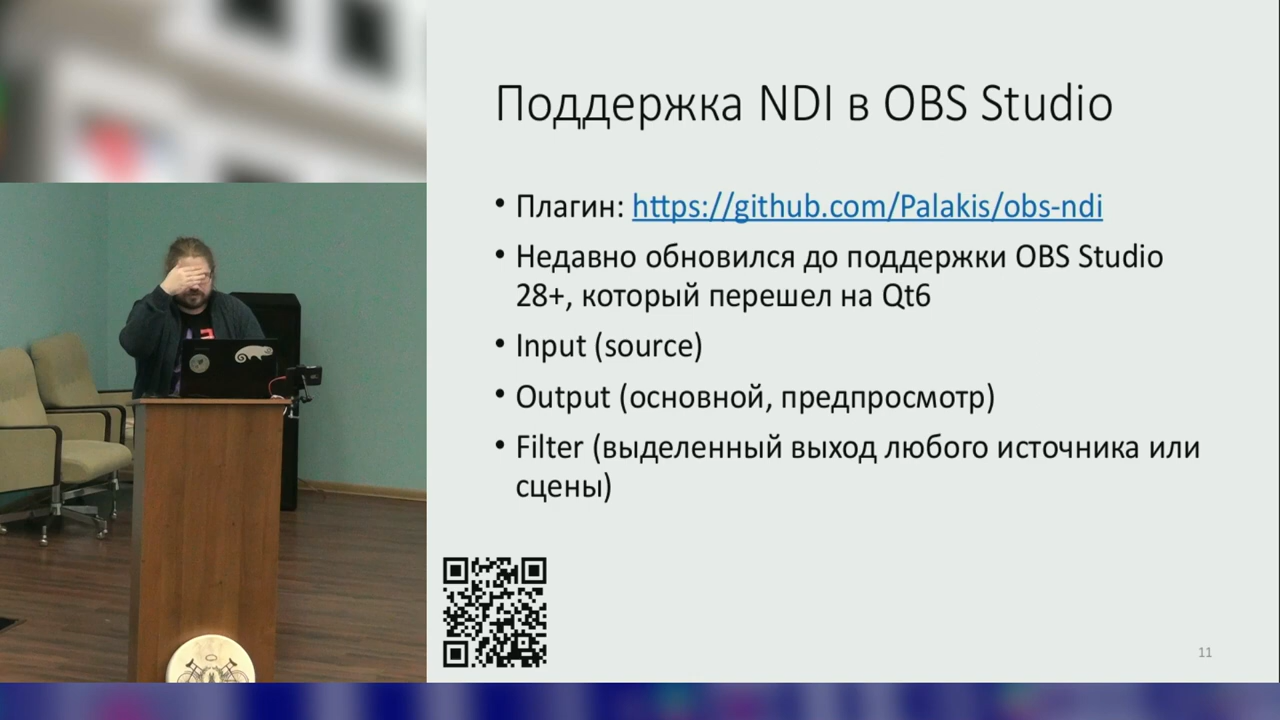 Поддержка NDI в OBS Studio
• Плагин: https://github.com/Palakis/obs-ndi
• Недавно обновился до поддержки OBS Studio
28+, который перешел на Qt6
• Input (source)
• Output (основной, предпросмотр)
• Filter (выделенный выход любого источника или
сцены)
11